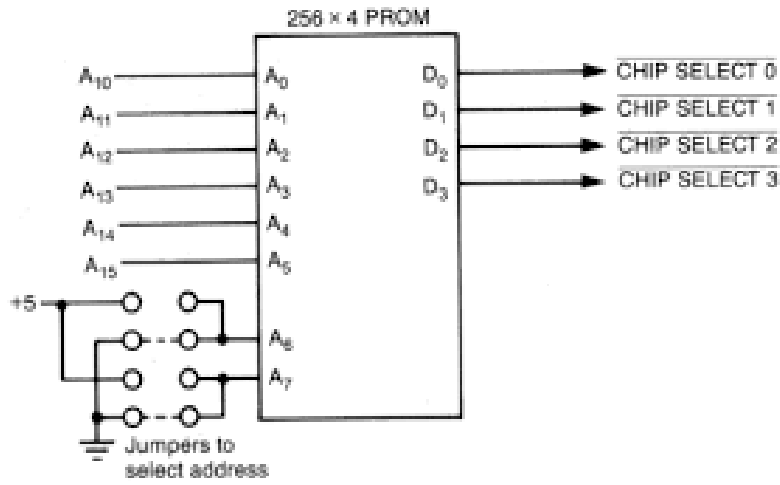 256 × 4 PROM
A10 A0 D0 CHIP SELECT 0
A11 A1 D1 CHIP SELECT 1
A12 A2 D2 CHIP SELECT 2
A13 A3 D3 CHIP SELECT 3
A14 A4
A15 A5
+5
A6
A7
Jumpers to
select address